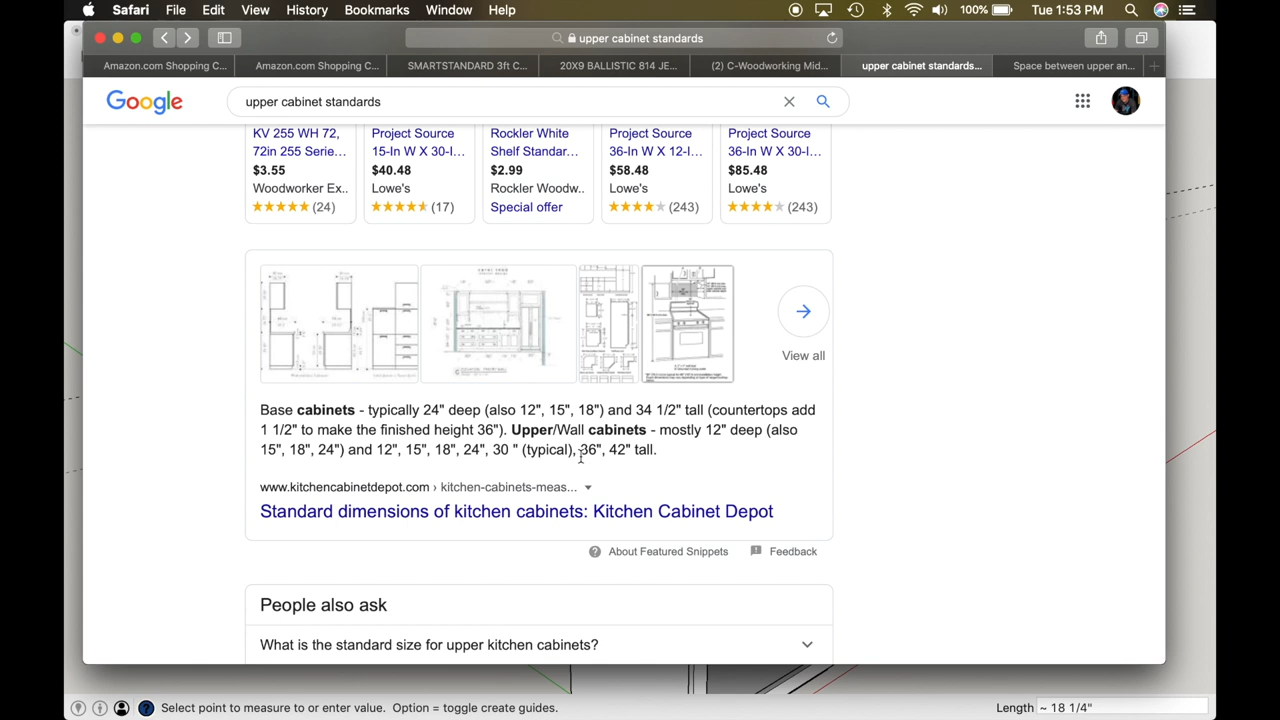 Safari File Edit View History Bookmarks Window Help 100% Tue 1:53 PM
upper cabinet standards
Amazon.com Shopping C... Amazon.com Shopping C... SMARTSTANDARD 3ft C... 20X9 BALLISTIC 814 JE... (2) C-Woodworking Mid... upper cabinet standards... Space between upper an...
Google upper cabinet standards
KV 255 WH 72, Project Source Rockler White Project Source Project Source
72in 255 Serie... 15-In W X 30-I... Shelf Standar... 36-In W X 12-I... 36-In W X 30-I...
$3.55 $40.48 $2.99 $58.48 $85.48
Woodworker Ex.. Lowe's Rockler Woodw.. Lowe's Lowe's
(24) (17) Special offer (243) (243)
View all
Base cabinets - typically 24" deep (also 12", 15", 18") and 34 1/2" tall (countertops add
1 1/2" to make the finished height 36"). Upper/Wall cabinets - mostly 12" deep (also
15", 18", 24") and 12", 15", 18", 24", 30 " (typical), 36", 42" tall.
www.kitchencabinetdepot.com › kitchen-cabinets-meas...
Standard dimensions of kitchen cabinets: Kitchen Cabinet Depot
About Featured Snippets Feedback
People also ask
What is the standard size for upper kitchen cabinets?
Select point to measure to or enter value. Option = toggle create guides. Length ~ 18 1/4"